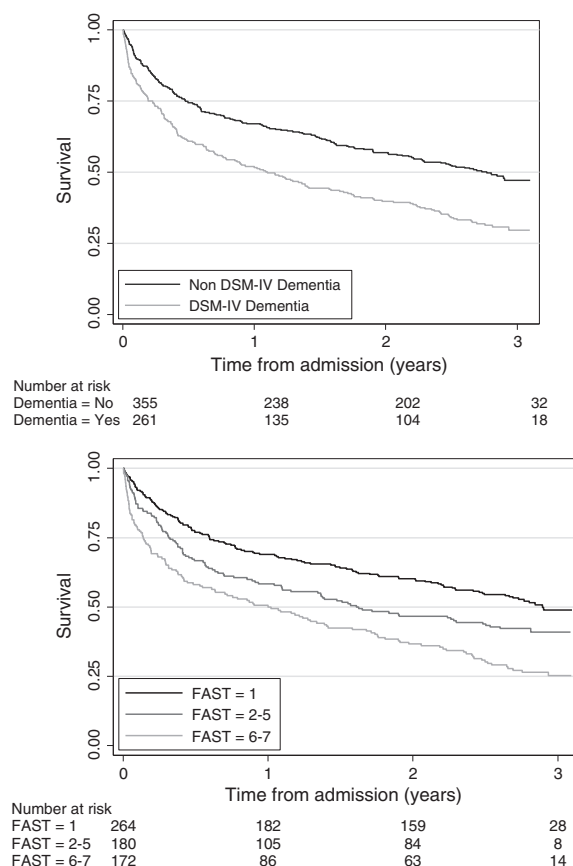 1.00
0.75
0.50
0.25
0.00
Survival
Non DSM-IV Dementia
DSM-IV Dementia
0 1 2 3
Time from admission (years)
Number at risk
Dementia = No 355 238 202 32
Dementia = Yes 261 135 104 18
1.00
0.75
0.50
0.25
0.00
Survival
FAST = 1
FAST = 2-5
FAST = 6-7
0 1 2 3
Time from admission (years)
Number at risk
FAST = 1 264 182 159 28
FAST = 2-5 180 105 84 8
FAST = 6-7 172 86 63 14